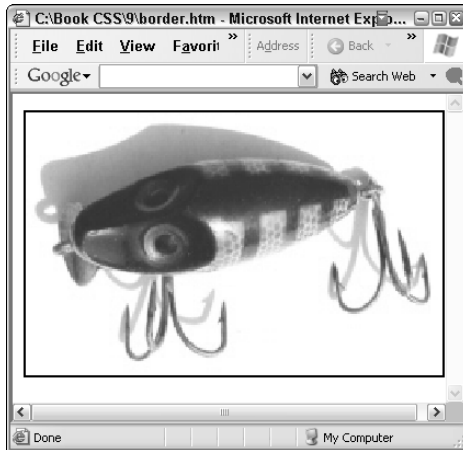 C:\Book CSS\9\border.htm - Microsoft Internet Exp...
File Edit View Favorit » Address Back »
Google Search Web
Done My Computer